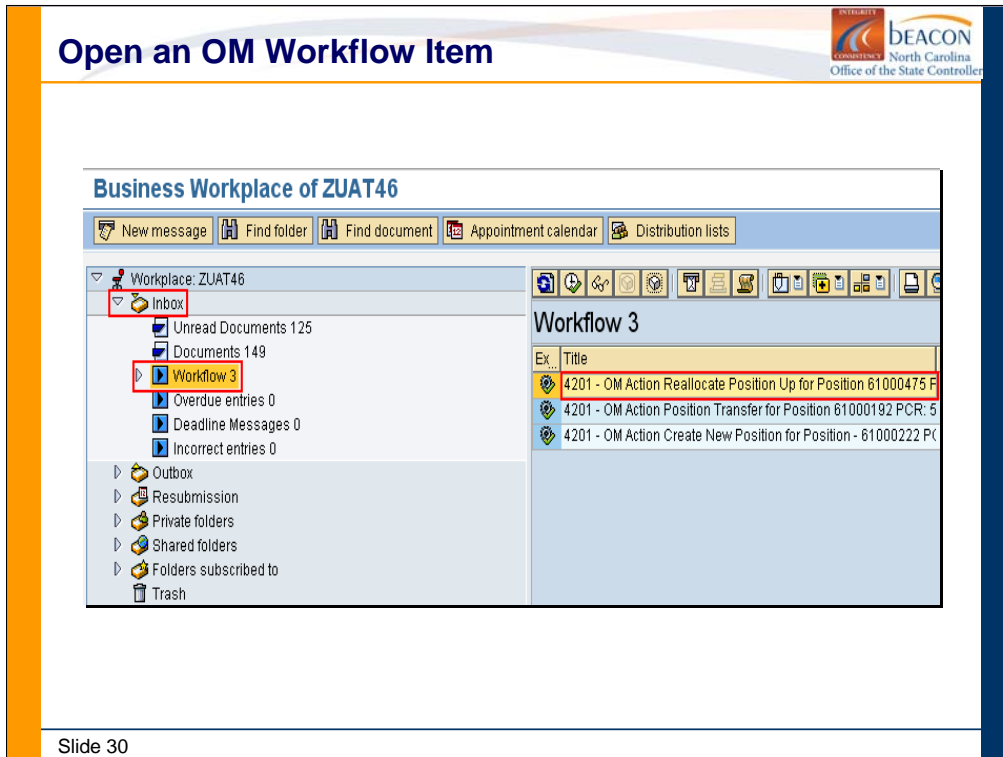 Open an OM Workflow Item
INTEGRITY
CONSISTENCY
BEACON
North Carolina
Office of the State Controller
Business Workplace of ZUAT46
New message Find folder Find document Appointment calendar Distribution lists
Workplace: ZUAT46
Inbox
Unread Documents 125
Documents 149
Workflow 3
Overdue entries 0
Deadline Messages 0
Incorrect entries 0
Outbox
Resubmission
Private folders
Shared folders
Folders subscribed to
Trash
Workflow 3
Ex... Title
4201 - OM Action Reallocate Position Up for Position 61000475 F
4201 - OM Action Position Transfer for Position 61000192 PCR: 5
4201 - OM Action Create New Position for Position - 61000222 P
Slide 30